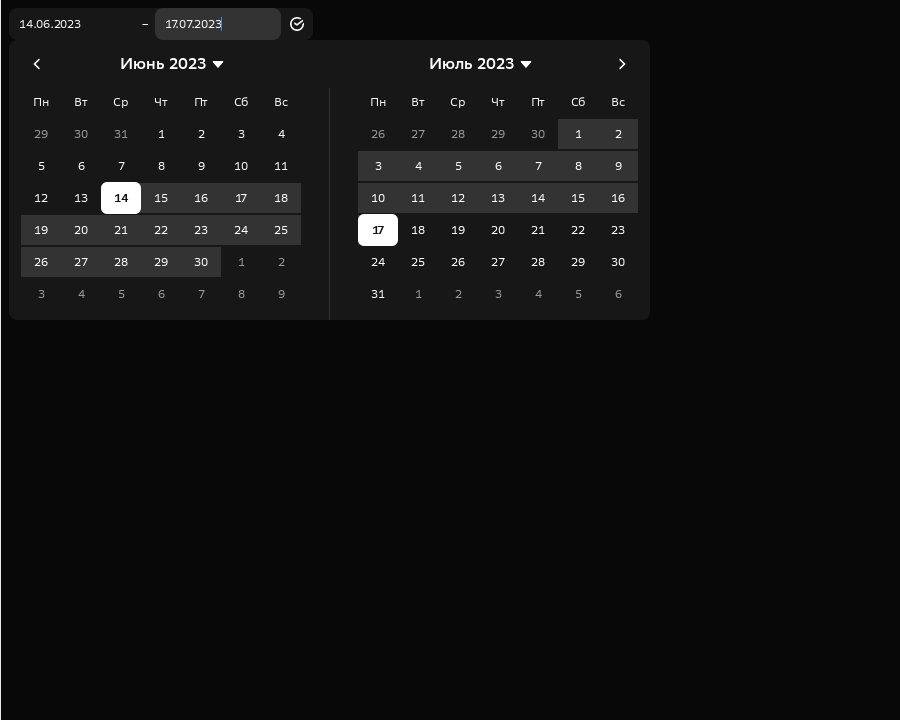 14.06.2023 – 17.07.2023
Июнь 2023
Пн Вт Ср Чт Пт Сб Вс
29 30 31 1 2 3 4
5 6 7 8 9 10 11
12 13 14 15 16 17 18
19 20 21 22 23 24 25
26 27 28 29 30 1 2
3 4 5 6 7 8 9
Июль 2023
Пн Вт Ср Чт Пт Сб Вс
26 27 28 29 30 1 2
3 4 5 6 7 8 9
10 11 12 13 14 15 16
17 18 19 20 21 22 23
24 25 26 27 28 29 30
31 1 2 3 4 5 6